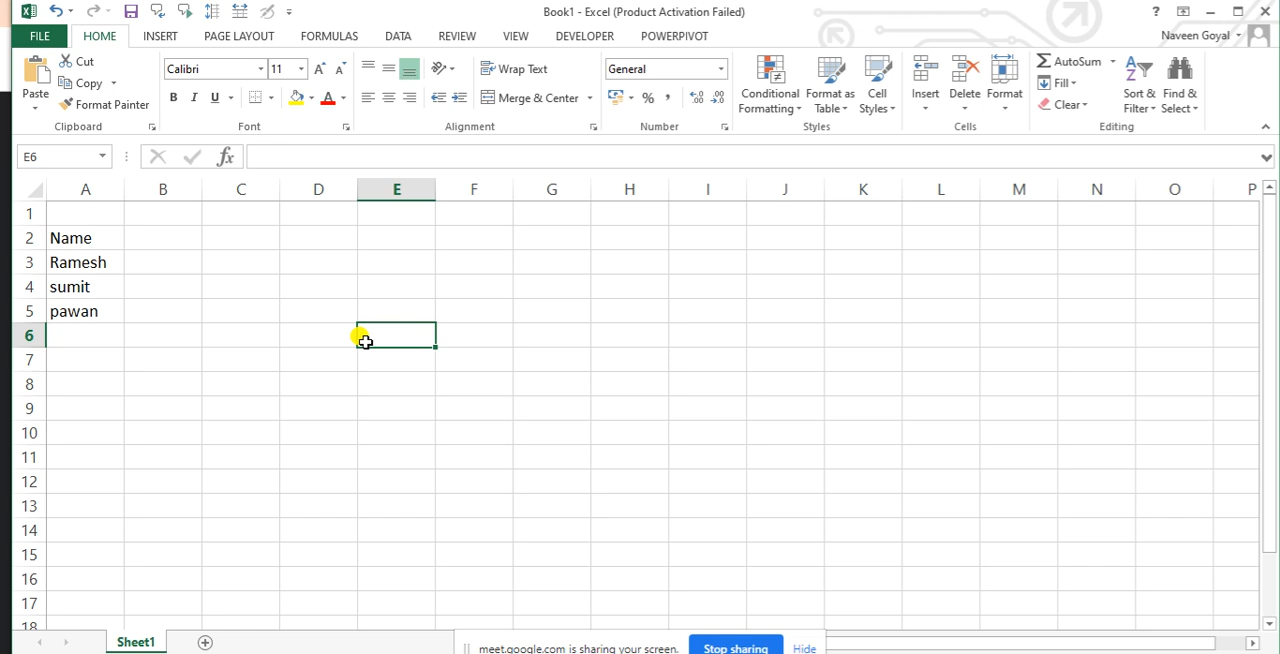 Book1 - Excel (Product Activation Failed)
?
FILE HOME INSERT PAGE LAYOUT FORMULAS DATA REVIEW VIEW DEVELOPER POWERPIVOT Naveen Goyal
Paste
Cut
Copy
Format Painter
Clipboard
Calibri 11
B I U
Font
Wrap Text
Merge & Center
Alignment
General
%
Number
Conditional Formatting
Format as Table
Cell Styles
Styles
Insert
Delete
Format
Cells
AutoSum
Fill
Clear
Sort & Filter
Find & Select
Editing
E6 fx
A B C D E F G H I J K L M N O P
1
2 Name
3 Ramesh
4 sumit
5 pawan
6
7
8
9
10
11
12
13
14
15
16
17
18
Sheet1
meet.google.com is sharing your screen. Stop sharing Hide